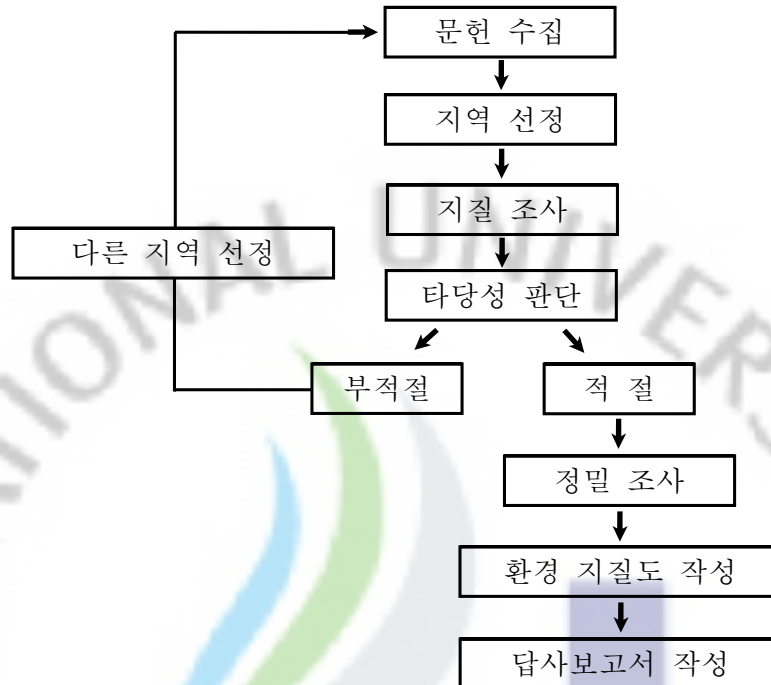 문헌 수집
지역 선정
지질 조사
다른 지역 선정
타당성 판단
부적절
적 절
정밀 조사
환경 지질도 작성
답사보고서 작성
NATIONAL UNIVERS